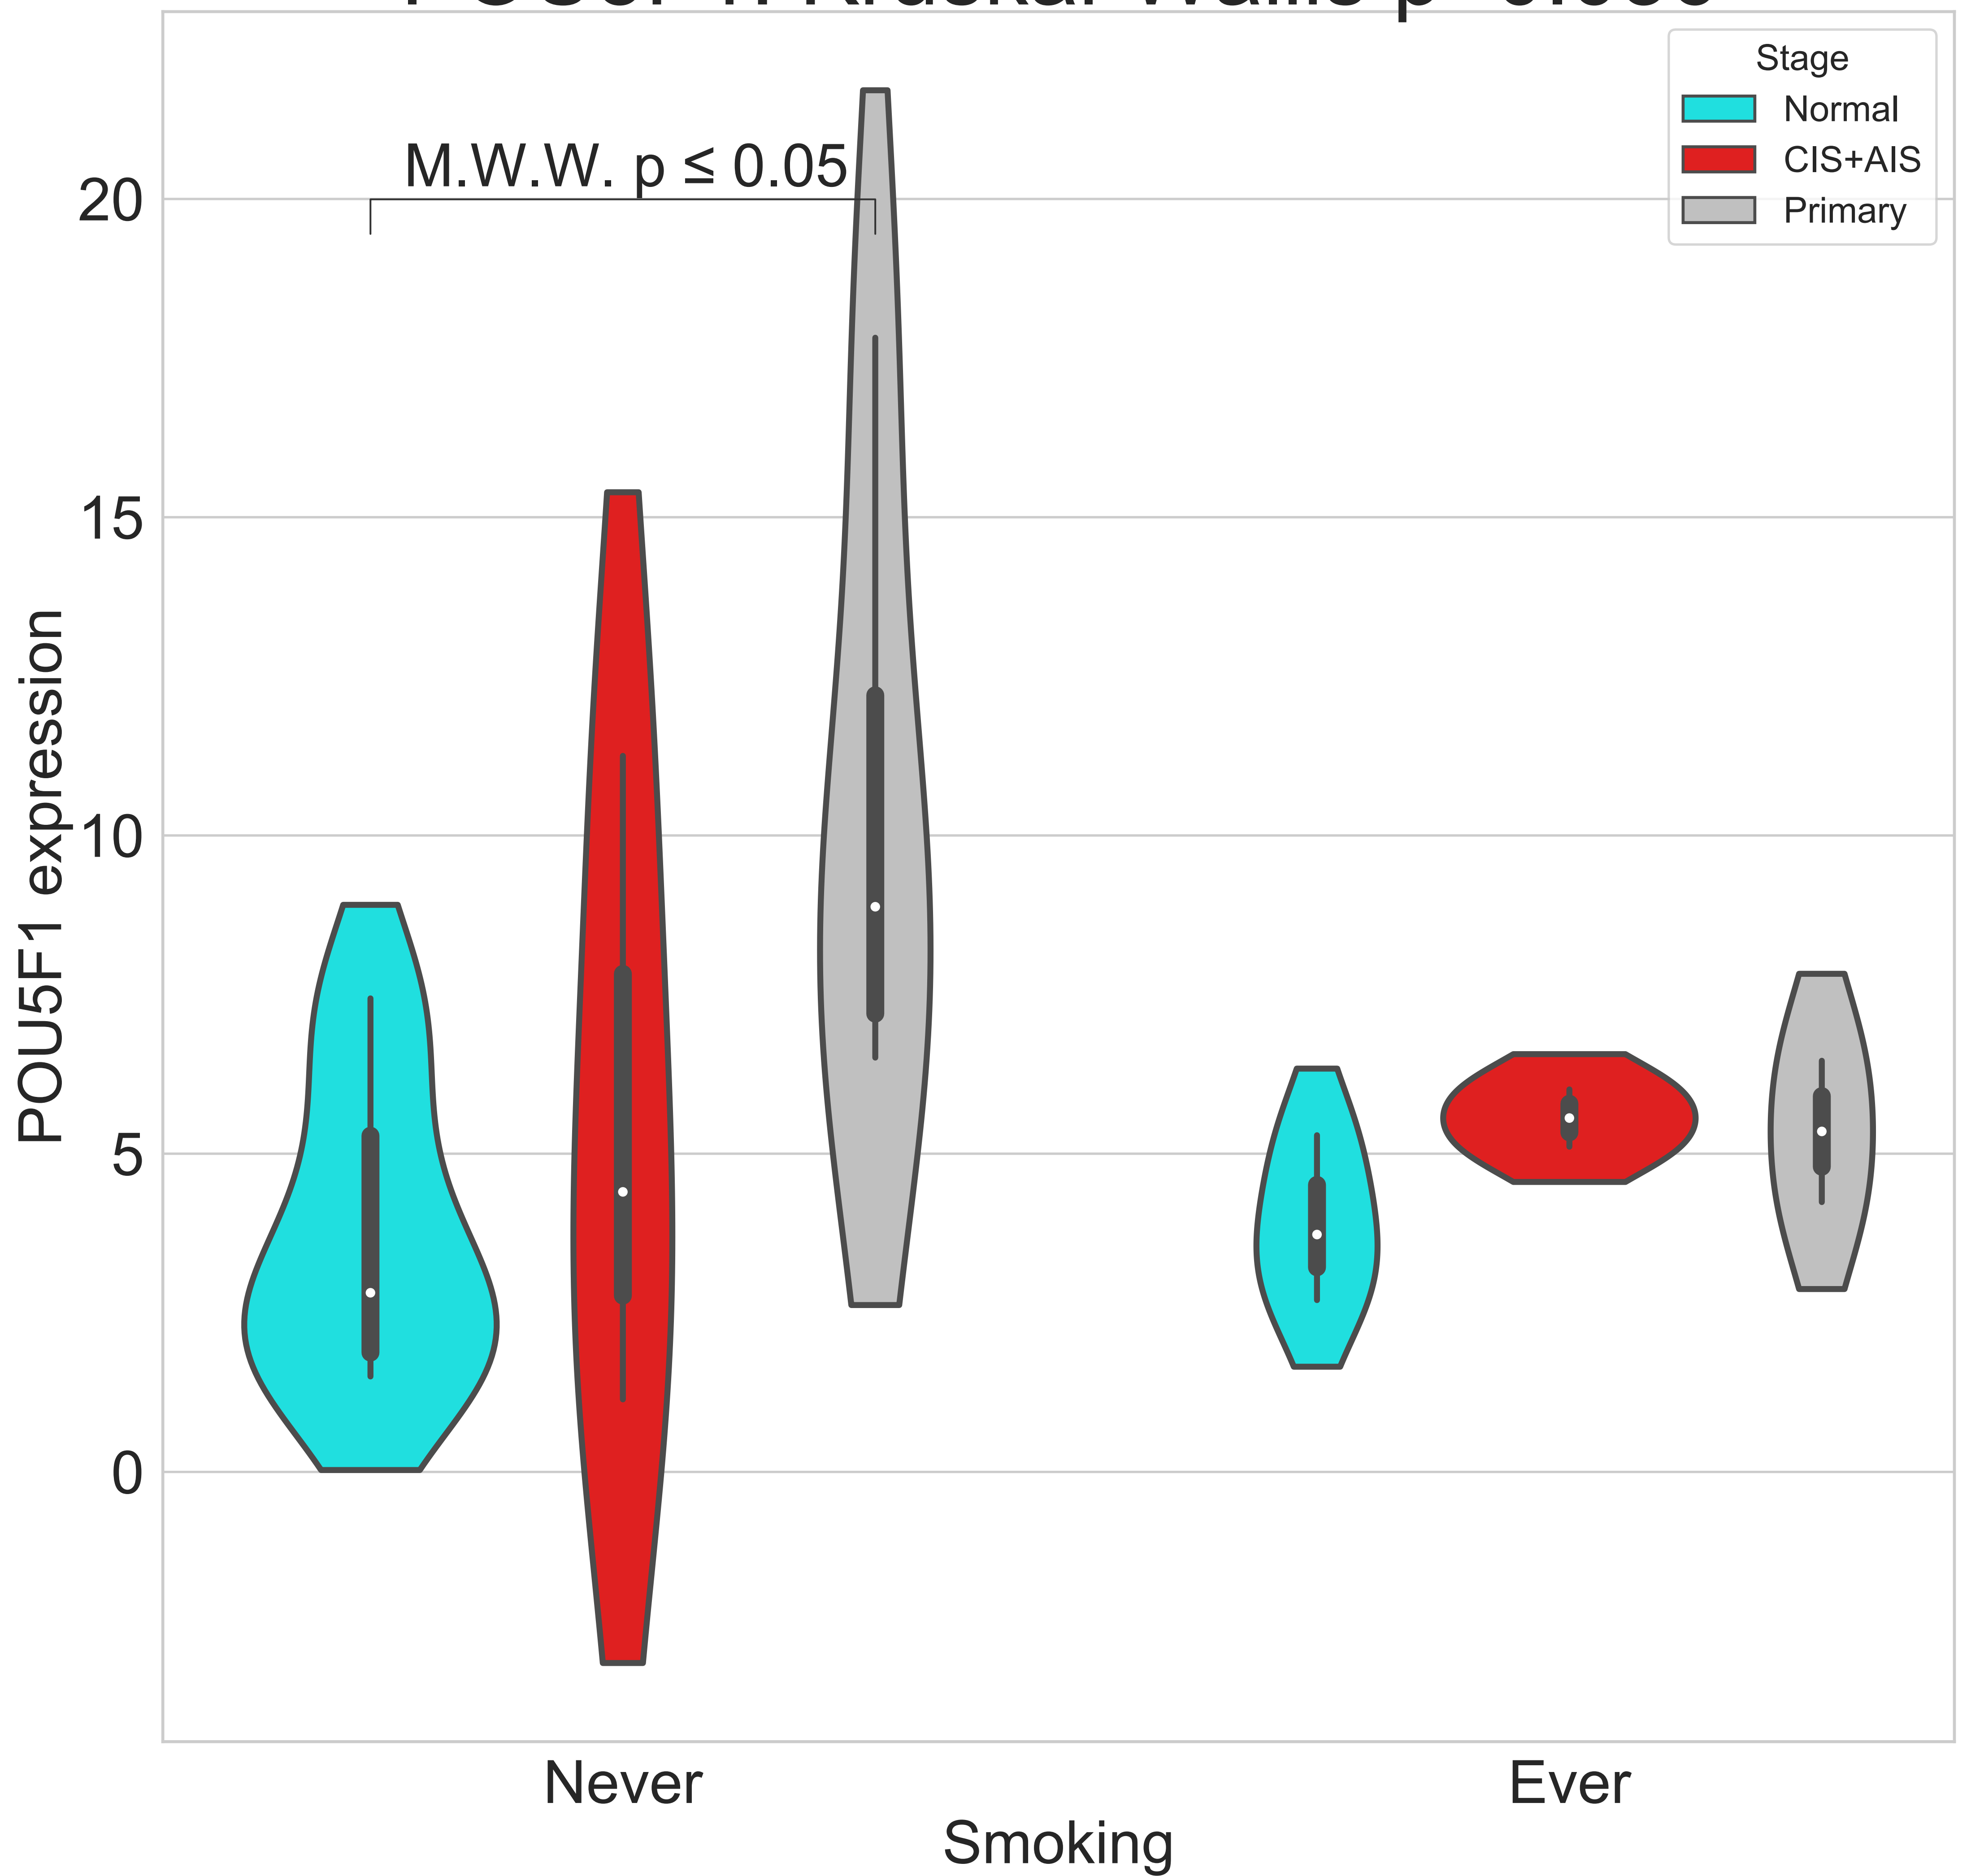 Stage
Normal
CIS+AIS
Primary
M.W.W. p ≤ 0.05
20
15
10
5
0
POU5F1 expression
Never
Ever
Smoking